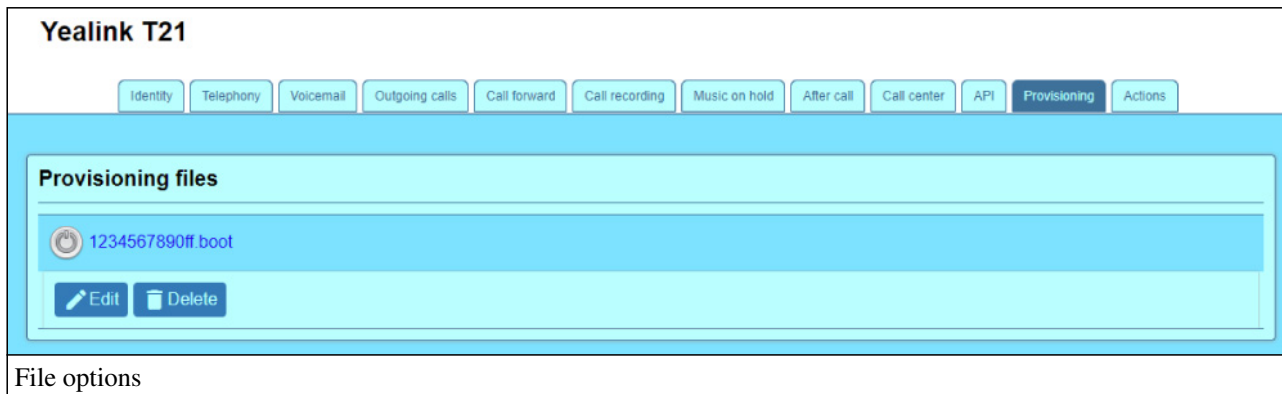 Yealink T21
Identity Telephony Voicemail Outgoing calls Call forward Call recording Music on hold After call Call center API Provisioning Actions
Provisioning files
1234567890ff.boot
Edit Delete
File options